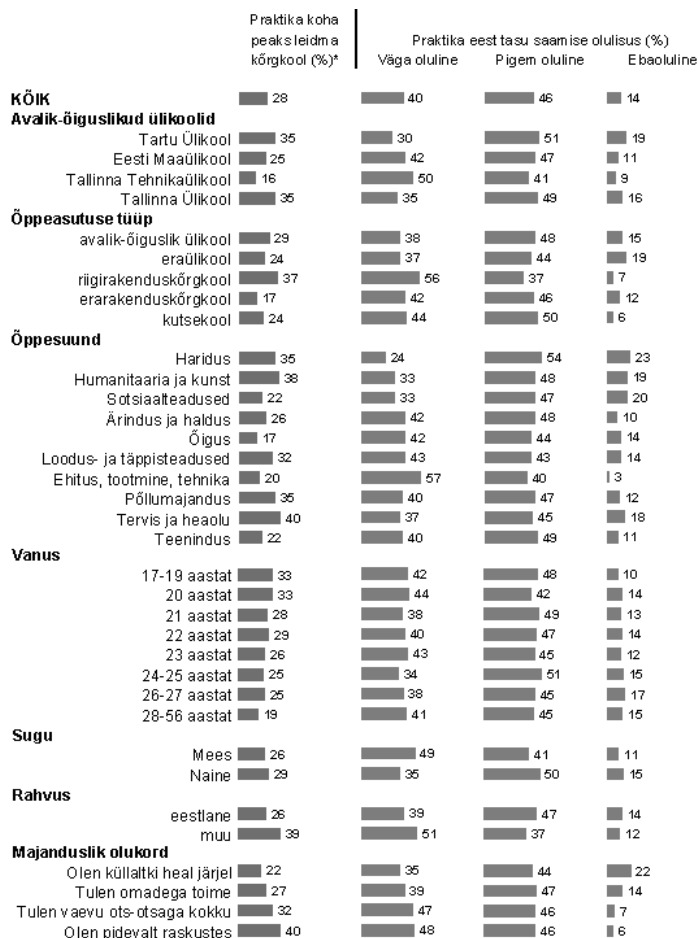 Praktika koha
peaks leidma
kõrgkool (%)*
Praktika eest tasu saamise olulisus (%)
Väga oluline Pigem oluline Ebaoluline
KÕIK 28 40 46 14
Avalik-õiguslikud ülikoolid
Tartu Ülikool 35 30 51 19
Eesti Maaülikool 25 42 47 11
Tallinna Tehnikaülikool 16 50 41 9
Tallinna Ülikool 35 35 49 16
Õppeasutuse tüüp
avalik-õiguslik ülikool 29 38 48 15
eraülikool 24 37 44 19
riigirakenduskõrgkool 37 56 37 7
erarakenduskõrgkool 17 42 46 12
kutsekool 24 44 50 6
Õppesuund
Haridus 35 24 54 23
Humanitaaria ja kunst 38 33 48 19
Sotsiaalteadused 22 33 47 20
Ärindus ja haldus 26 42 48 10
Õigus 17 42 44 14
Loodus- ja täppisteadused 32 43 43 14
Ehitus, tootmine, tehnika 20 57 40 3
Põllumajandus 35 40 47 12
Tervis ja heaolu 40 37 45 18
Teenindus 22 40 49 11
Vanus
17-19 aastat 33 42 48 10
20 aastat 33 44 42 14
21 aastat 28 38 49 13
22 aastat 29 40 47 14
23 aastat 26 43 45 12
24-25 aastat 25 34 51 15
26-27 aastat 25 38 45 17
28-56 aastat 19 41 45 15
Sugu
Mees 26 49 41 11
Naine 29 35 50 15
Rahvus
eestlane 26 39 47 14
muu 39 51 37 12
Majanduslik olukord
Olen küllaltki heal järjel 22 35 44 22
Tulen omadega toime 27 39 47 14
Tulen vaevu ots-otsaga kokku 32 47 46 7
Olen pidevalt raskustes 40 48 46 6